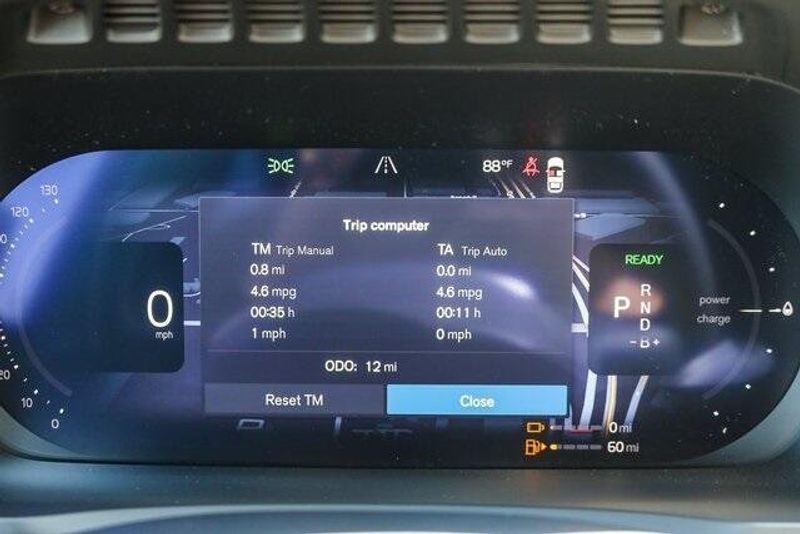 88°F
130
120
Trip computer
TM Trip Manual
TA Trip Auto
0.8 mi
0.0 mi
4.6 mpg
4.6 mpg
00:35 h
00:11 h
1 mph
0 mph
ODO: 12 mi
Reset TM
Close
0
mph
READY
P
R
N
D
-B+
power
charge
20
10
0
0 mi
60 mi